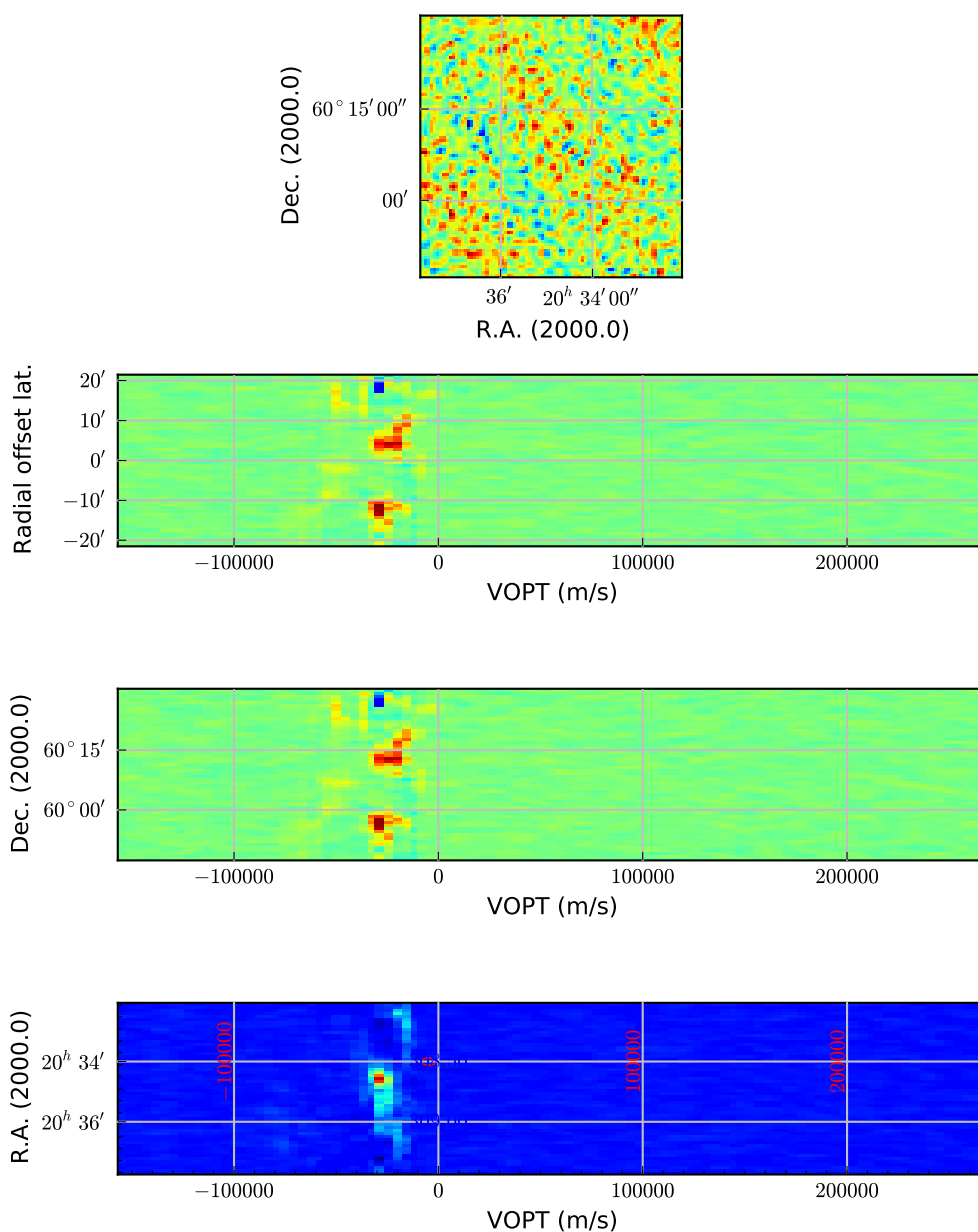 Dec. (2000.0)
60° 15′ 00″
00′
36′ 20ʰ 34′ 00″
R.A. (2000.0)
Radial offset lat.
20′
10′
0′
−10′
−20′
−100000 0 100000 200000
VOPT (m/s)
Dec. (2000.0)
60° 15′
60° 00′
−100000 0 100000 200000
VOPT (m/s)
R.A. (2000.0)
20ʰ 34′
20ʰ 36′
−100000 100000 200000
−100000 0 100000 200000
VOPT (m/s)